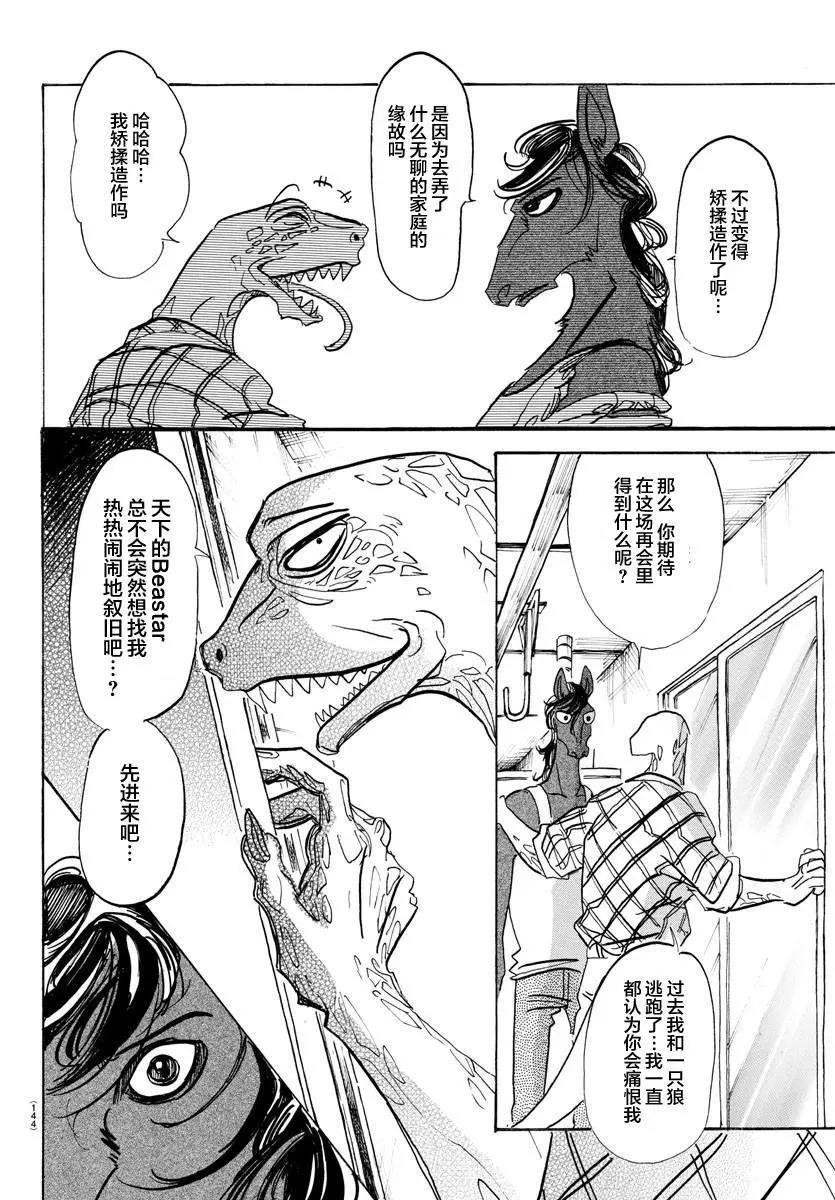 不过变得
矫揉造作了呢…
是因为去弄了
什么无聊的家庭的
缘故吗
哈哈哈…
我矫揉造作吗
那么 你期待
在这场再会里
得到什么呢?
过去我和一只狼
逃跑了…我一直
都认为你会痛恨我
天下的Beastar
总不会突然想找我
热热闹闹地叙旧吧…?
先进来吧…
(144)